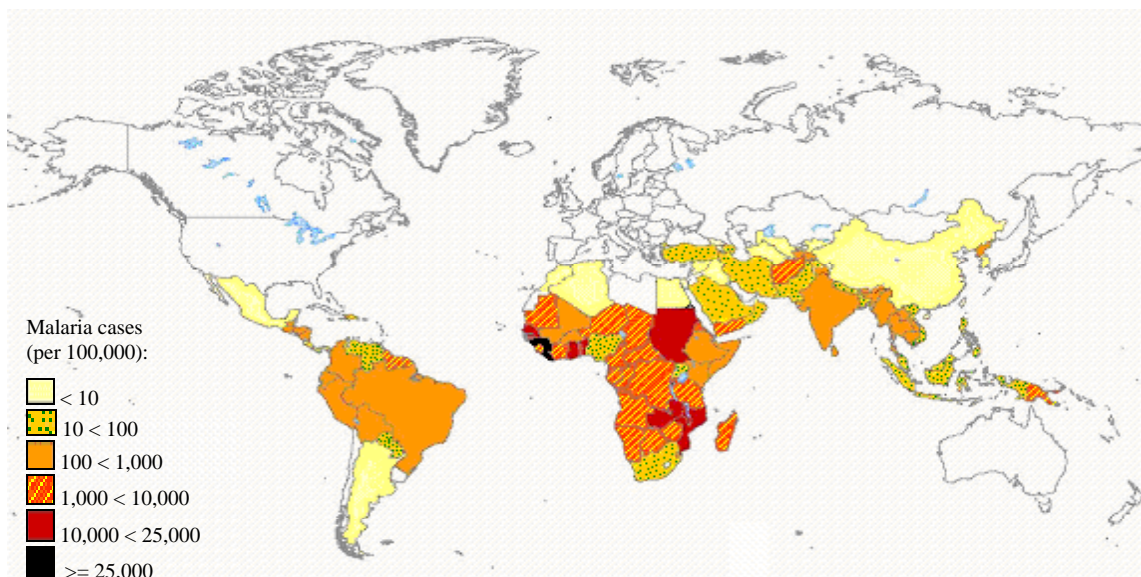 Malaria cases
(per 100,000):
< 10
10 < 100
100 < 1,000
1,000 < 10,000
10,000 < 25,000
>= 25,000